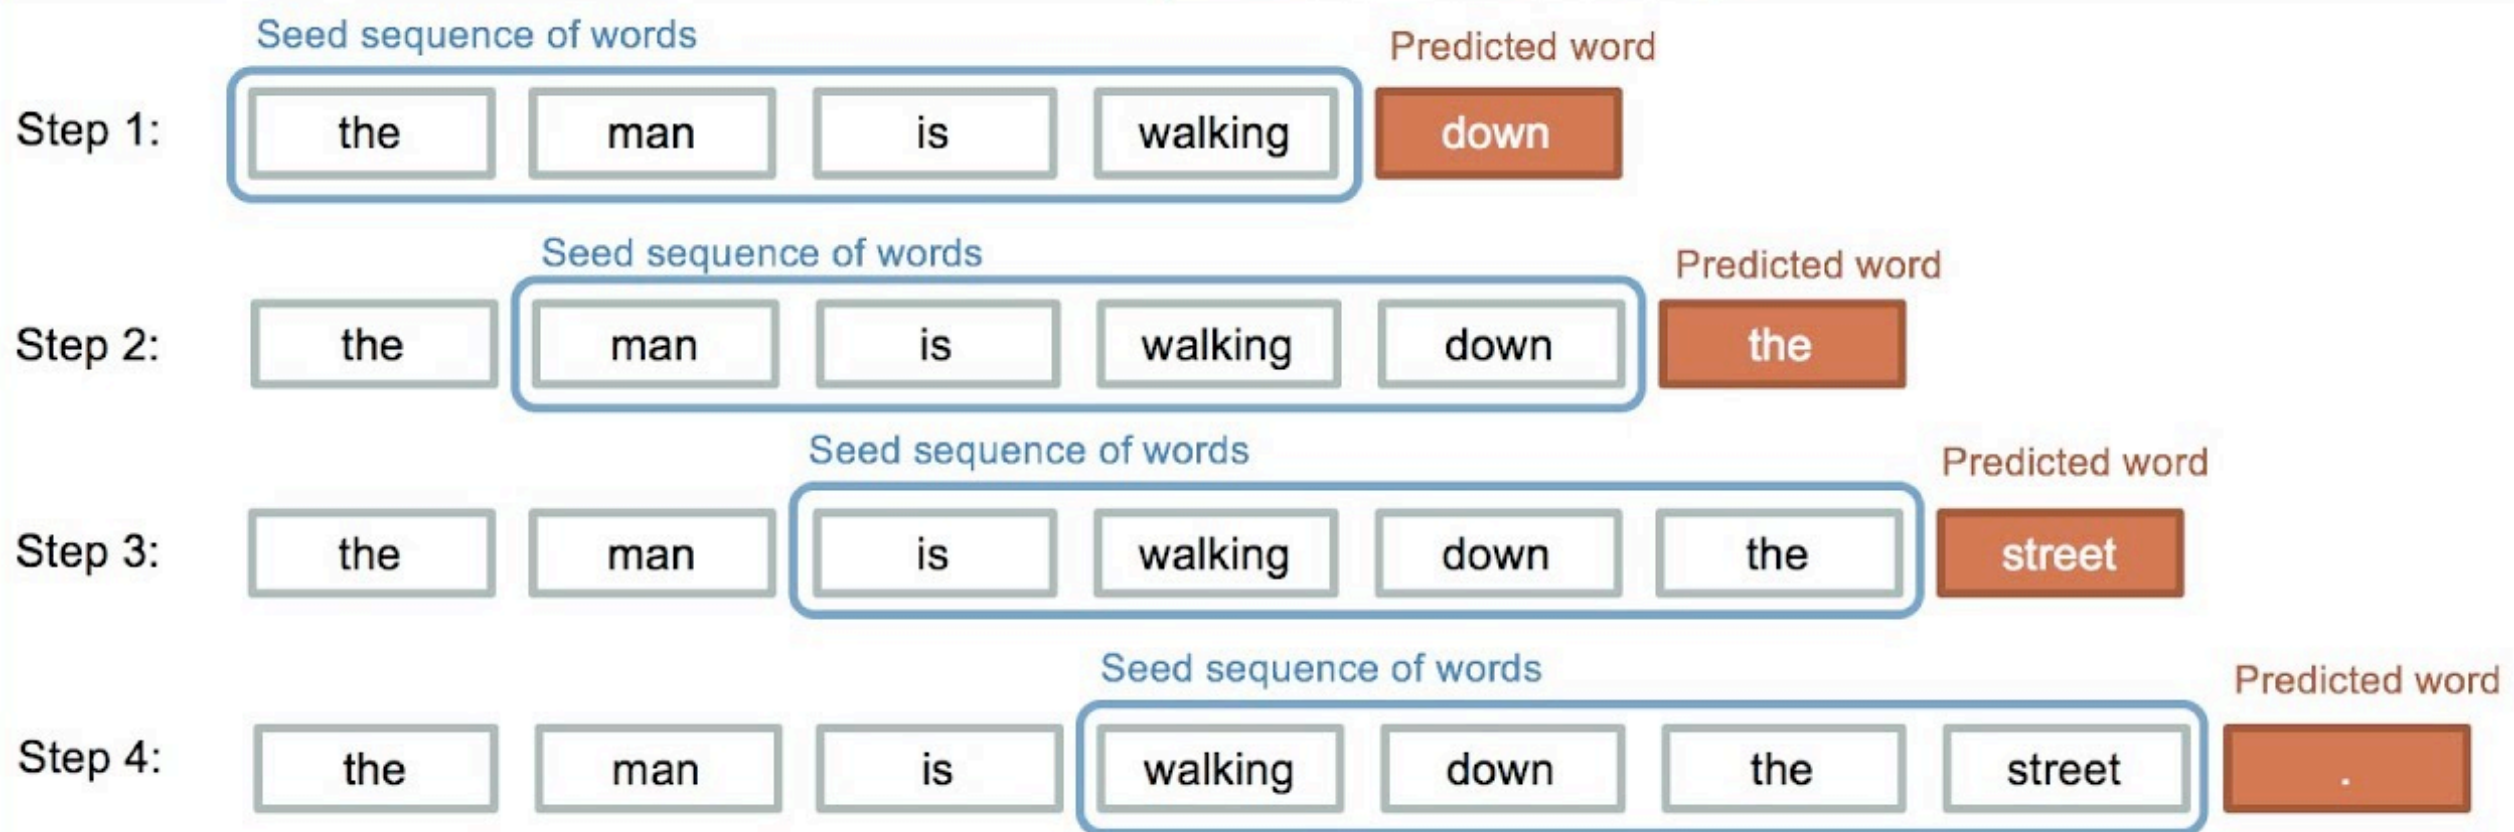 Seed sequence of words Predicted word
Step 1: the man is walking down
Seed sequence of words Predicted word
Step 2: the man is walking down the
Seed sequence of words Predicted word
Step 3: the man is walking down the street
Seed sequence of words Predicted word
Step 4: the man is walking down the street .